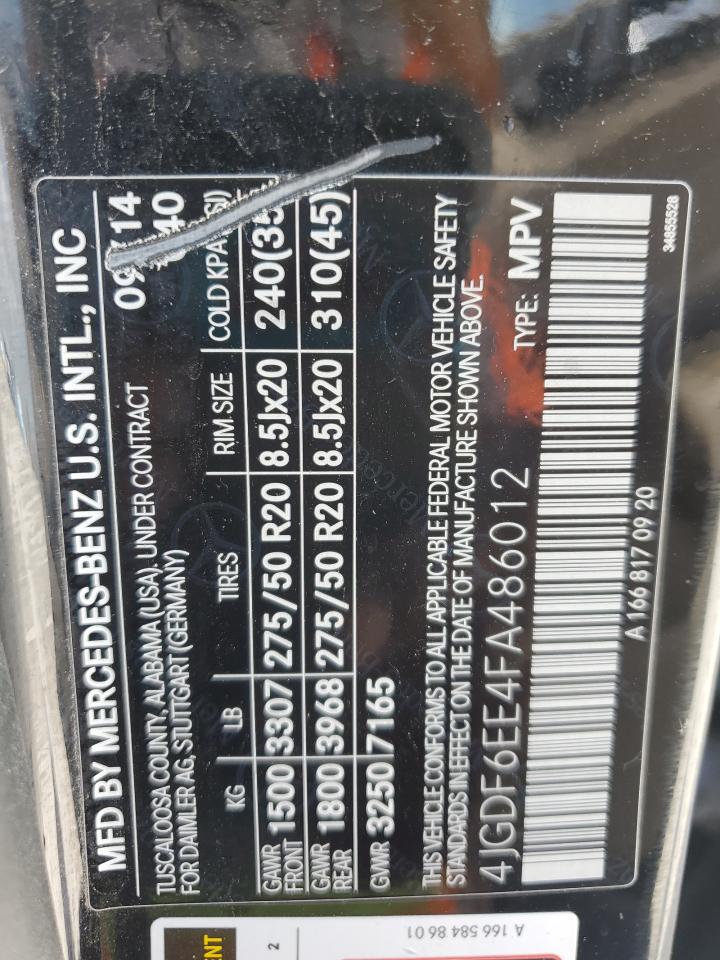 MFD BY MERCEDES-BENZ U.S. INTL., INC
TUSCALOOSA COUNTY, ALABAMA (USA), UNDER CONTRACT
FOR DAIMLER AG, STUTTGART (GERMANY)
KG LB TIRES RIM SIZE COLD
GAWR FRONT 1500 3307 275/50 R20 8.5Jx20
GAWR REAR 1800 3968 275/50 R20 8.5Jx20 310(45)
GVWR 3250 7165
THIS VEHICLE CONFORMS TO ALL APPLICABLE FEDERAL MOTOR VEHICLE SAFETY
STANDARDS IN EFFECT ON THE DATE OF MANUFACTURE SHOWN ABOVE.
4JGDF6EE4FA486012 TYPE: MPV
A 166 817 09 20
34855528
A 166 584 86 01
2